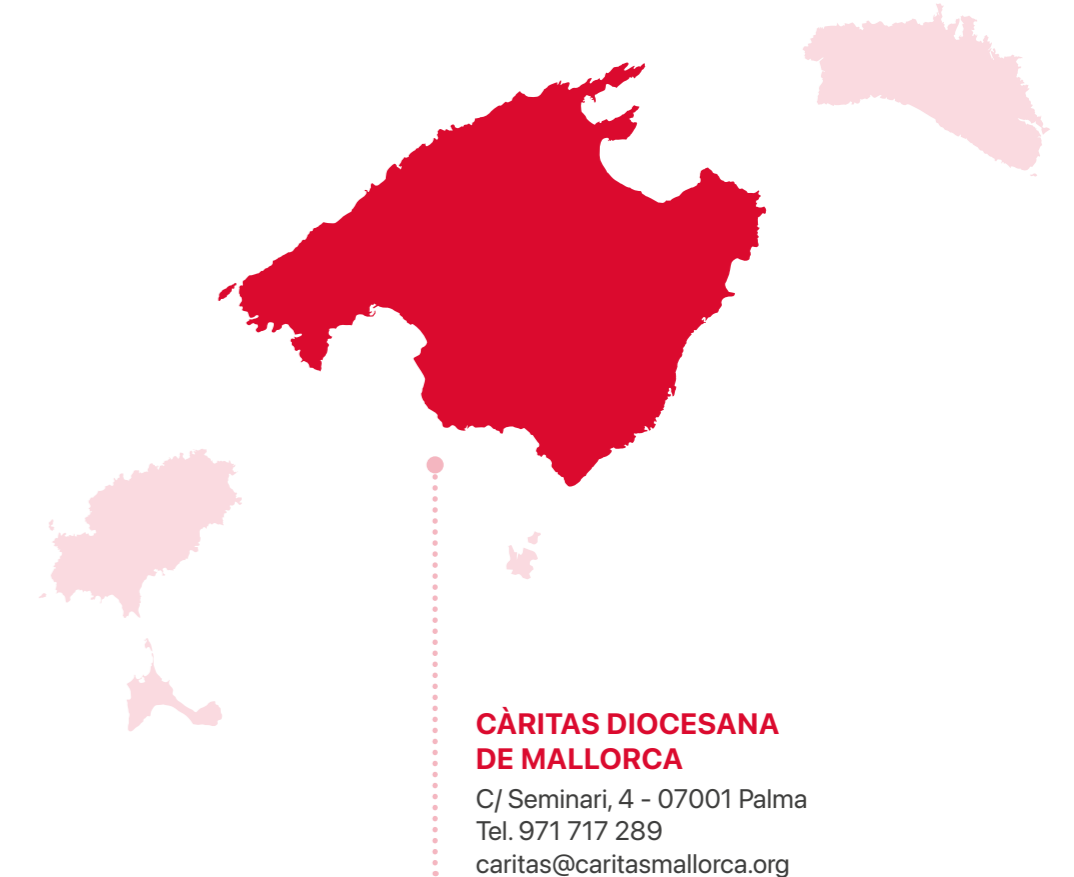 CÀRITAS DIOCESANA
DE MALLORCA
C/ Seminari, 4 - 07001 Palma
Tel. 971 717 289
caritas@caritasmallorca.org